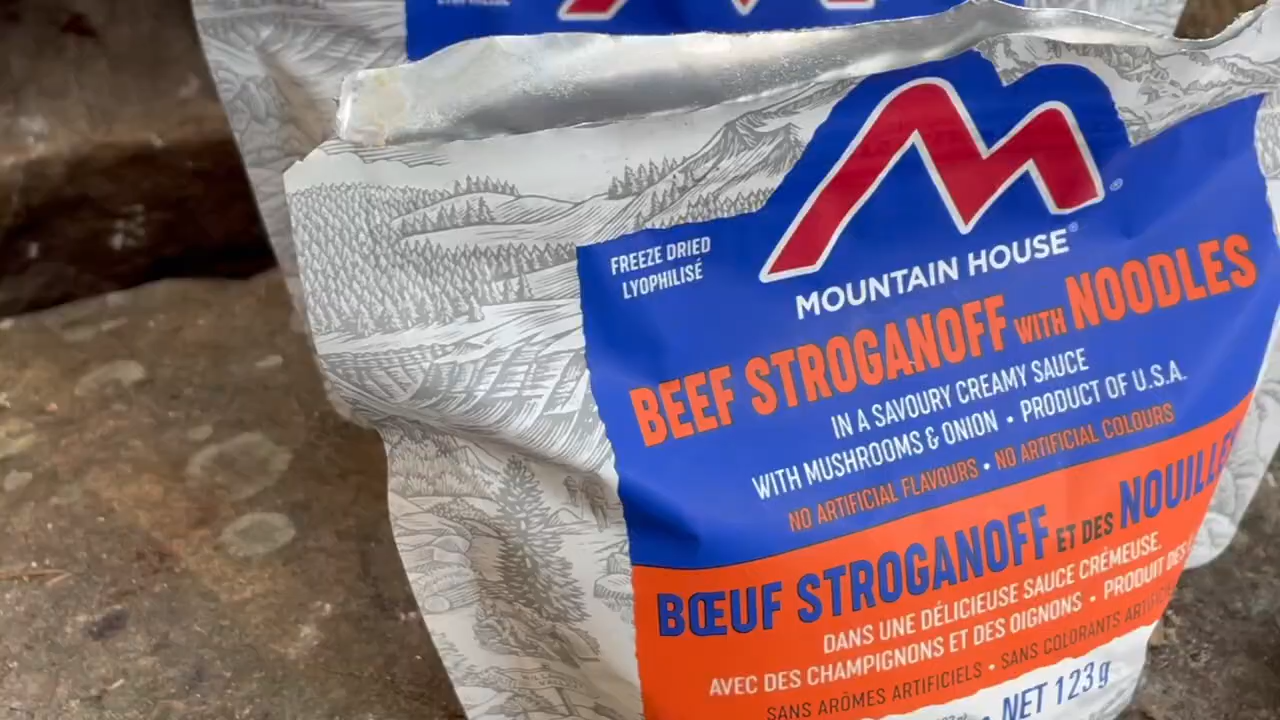 FREEZE DRIED
LYOPHILISÉ
MOUNTAIN HOUSE®
BEEF STROGANOFF WITH NOODLES
IN A SAVOURY CREAMY SAUCE
WITH MUSHROOMS & ONION • PRODUCT OF U.S.A.
NO ARTIFICIAL FLAVOURS • NO ARTIFICIAL COLOURS
BŒUF STROGANOFF ET DES NOUILLE
DANS UNE DÉLICIEUSE SAUCE CRÉMEUSE,
AVEC DES CHAMPIGNONS ET DES OIGNONS • PRODUIT DES
SANS ARÔMES ARTIFICIELS • SANS COLORANTS
NET 123g